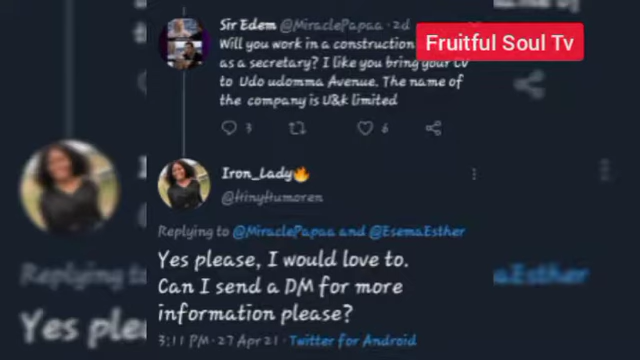 Sir Edem @MiraclePapaa · 2d
Will you work in a construction
as a secretary? I like you bring your CV
to Udo udomma Avenue. The name of
the company is U&k limited
3 6
Fruitful Soul Tv
Iron_Lady🔥
@HinyHumoren
Replying to @MiraclePapaa and @EsemaEsther
Yes please, I would love to.
Can I send a DM for more
information please?
3:11 PM · 27 Apr 21 · Twitter for Android
Replying to
aEsther
Yes plea